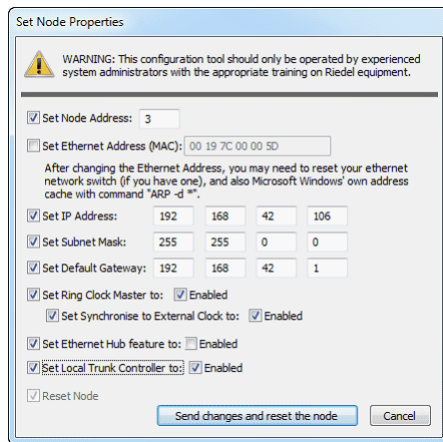 Set Node Properties
WARNING: This configuration tool should only be operated by experienced
system administrators with the appropriate training on Riedel equipment.
Set Node Address: 3
Set Ethernet Address (MAC): 00 19 7C 00 00 5D
After changing the Ethernet Address, you may need to reset your ethernet
network switch (if you have one), and also Microsoft Windows' own address
cache with command "ARP -d *".
Set IP Address: 192 168 42 106
Set Subnet Mask: 255 255 0 0
Set Default Gateway: 192 168 42 1
Set Ring Clock Master to: Enabled
Set Synchronise to External Clock to: Enabled
Set Ethernet Hub feature to: Enabled
Set Local Trunk Controller to: Enabled
Reset Node
Send changes and reset the node Cancel